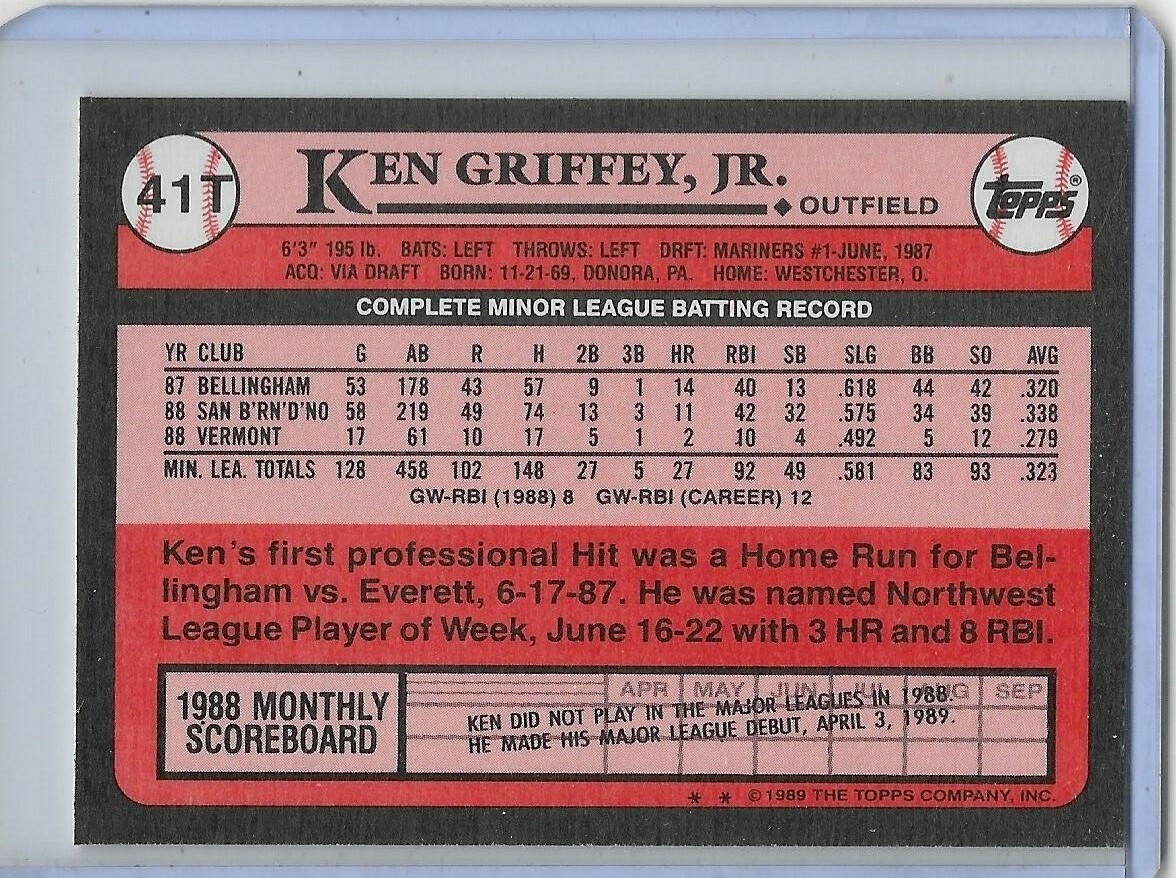 41T
KEN GRIFFEY, JR.
◆ OUTFIELD
TOPPS®
6'3" 195 lb. BATS: LEFT THROWS: LEFT DRFT: MARINERS #1-JUNE, 1987
ACQ: VIA DRAFT BORN: 11-21-69, DONORA, PA. HOME: WESTCHESTER, O.
COMPLETE MINOR LEAGUE BATTING RECORD
YR CLUB G AB R H 2B 3B HR RBI SB SLG BB SO AVG
87 BELLINGHAM 53 178 43 57 9 1 14 40 13 .618 44 42 .320
88 SAN B'RN'D'NO 58 219 49 74 13 3 11 42 32 .575 34 39 .338
88 VERMONT 17 61 10 17 5 1 2 10 4 .492 5 12 .279
MIN. LEA. TOTALS 128 458 102 148 27 5 27 92 49 .581 83 93 .323
GW-RBI (1988) 8 GW-RBI (CAREER) 12
Ken's first professional Hit was a Home Run for Bel-
lingham vs. Everett, 6-17-87. He was named Northwest
League Player of Week, June 16-22 with 3 HR and 8 RBI.
1988 MONTHLY
SCOREBOARD
APR MAY JUN JUL AUG SEP
KEN DID NOT PLAY IN THE MAJOR LEAGUES IN 1988.
HE MADE HIS MAJOR LEAGUE DEBUT, APRIL 3, 1989.
* * © 1989 THE TOPPS COMPANY, INC.